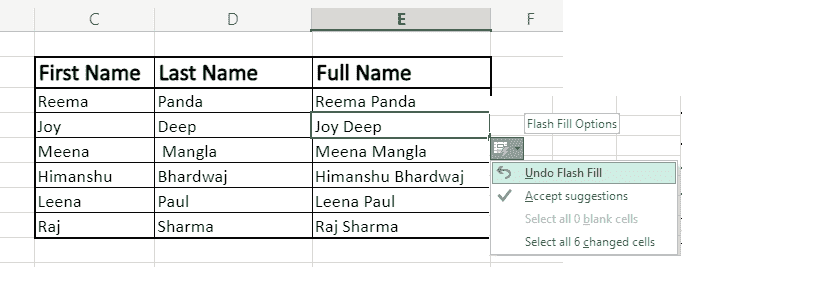 C D E F
First Name Last Name Full Name
Reema Panda Reema Panda
Joy Deep Joy Deep
Meena Mangla Meena Mangla
Himanshu Bhardwaj Himanshu Bhardwaj
Leena Paul Leena Paul
Raj Sharma Raj Sharma
Flash Fill Options
Undo Flash Fill
Accept suggestions
Select all 0 blank cells
Select all 6 changed cells